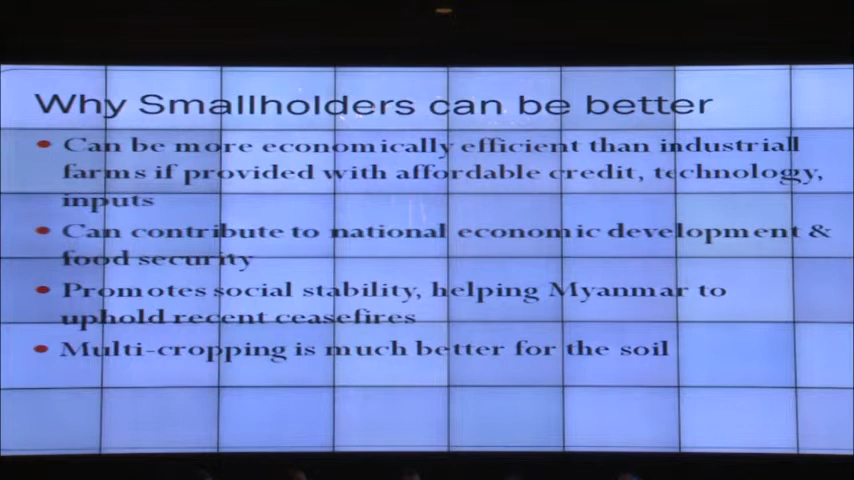 Why Smallholders can be better
• Can be more economically efficient than industriall
farms if provided with affordable credit, technology,
inputs
• Can contribute to national economic development &
food security
• Promotes social stability, helping Myanmar to
uphold recent ceasefires
• Multi-cropping is much better for the soil